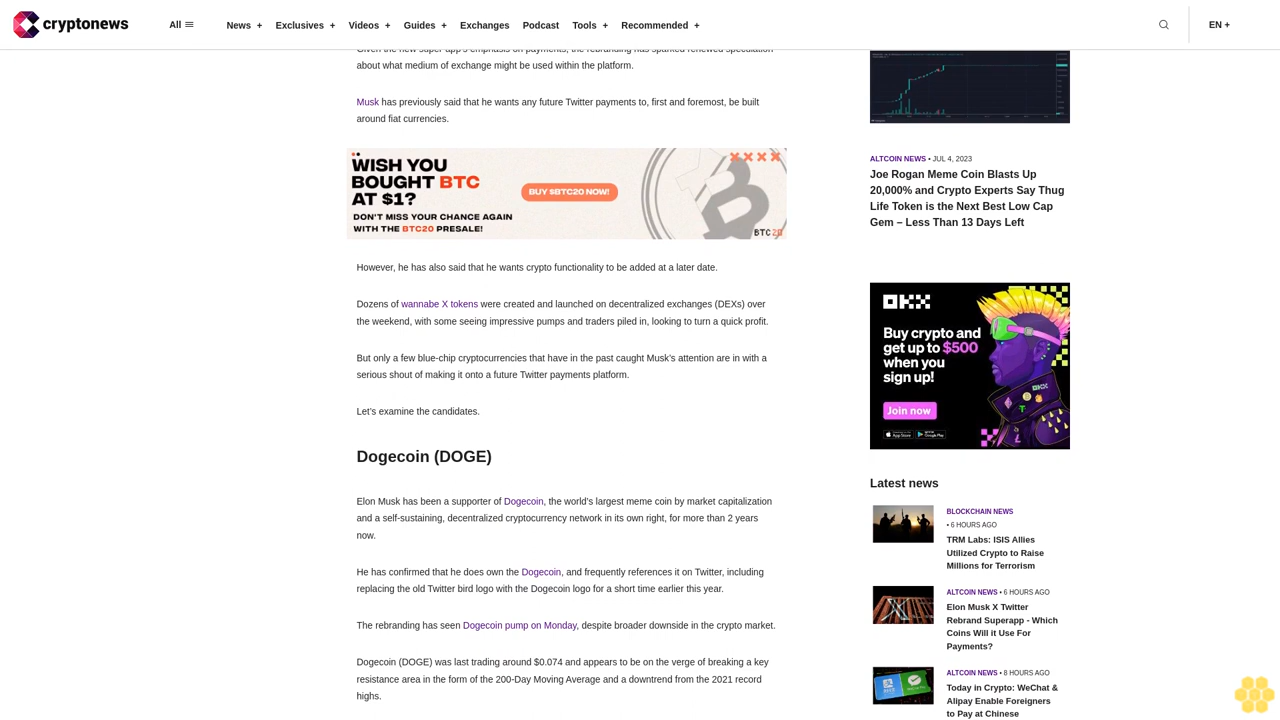 cryptonews
All
News +
Exclusives +
Videos +
Guides +
Exchanges
Podcast
Tools +
Recommended +
EN +
Given the new super app's emphasis on payments, the rebranding has sparked renewed speculation
about what medium of exchange might be used within the platform.
Musk has previously said that he wants any future Twitter payments to, first and foremost, be built
around fiat currencies.
WISH YOU
BOUGHT BTC
AT $1?
DON'T MISS YOUR CHANCE AGAIN
WITH THE BTC20 PRESALE!
BUY $BTC20 NOW!
BTC20
However, he has also said that he wants crypto functionality to be added at a later date.
Dozens of wannabe X tokens were created and launched on decentralized exchanges (DEXs) over
the weekend, with some seeing impressive pumps and traders piled in, looking to turn a quick profit.
But only a few blue-chip cryptocurrencies that have in the past caught Musk’s attention are in with a
serious shout of making it onto a future Twitter payments platform.
Let’s examine the candidates.
Dogecoin (DOGE)
Elon Musk has been a supporter of Dogecoin, the world’s largest meme coin by market capitalization
and a self-sustaining, decentralized cryptocurrency network in its own right, for more than 2 years
now.
He has confirmed that he does own the Dogecoin, and frequently references it on Twitter, including
replacing the old Twitter bird logo with the Dogecoin logo for a short time earlier this year.
The rebranding has seen Dogecoin pump on Monday, despite broader downside in the crypto market.
Dogecoin (DOGE) was last trading around $0.074 and appears to be on the verge of breaking a key
resistance area in the form of the 200-Day Moving Average and a downtrend from the 2021 record
highs.
ALTCOIN NEWS • JUL 4, 2023
Joe Rogan Meme Coin Blasts Up
20,000% and Crypto Experts Say Thug
Life Token is the Next Best Low Cap
Gem – Less Than 13 Days Left
OKX
Buy crypto and
get up to $500
when you
sign up!
Join now
App Store
Google Play
OKX
Latest news
BLOCKCHAIN NEWS
• 6 HOURS AGO
TRM Labs: ISIS Allies
Utilized Crypto to Raise
Millions for Terrorism
ALTCOIN NEWS • 6 HOURS AGO
Elon Musk X Twitter
Rebrand Superapp - Which
Coins Will it Use For
Payments?
ALTCOIN NEWS • 8 HOURS AGO
Today in Crypto: WeChat &
Alipay Enable Foreigners
to Pay at Chinese